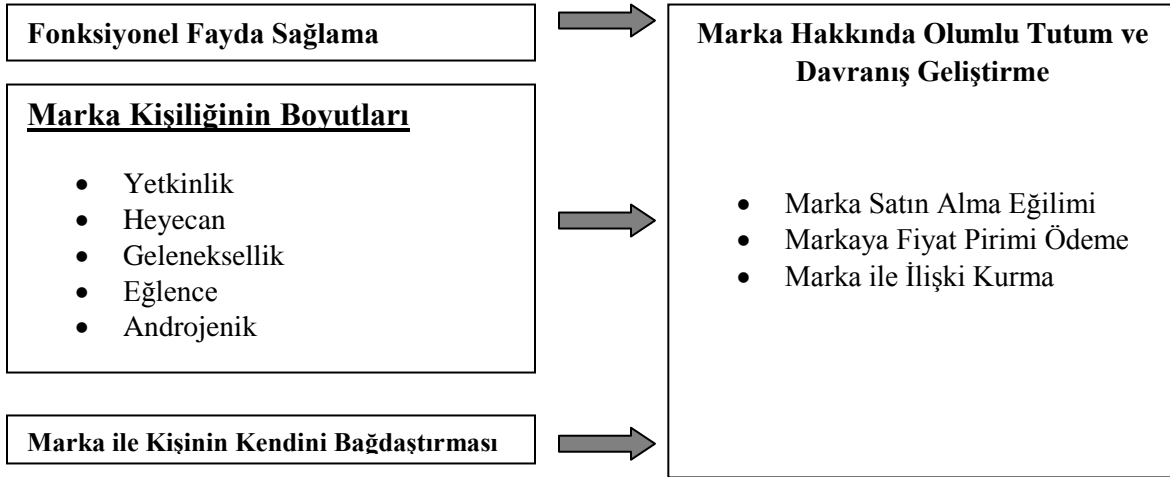 Fonksiyonel Fayda Sağlama
Marka Kişiliğinin Boyutları
• Yetkinlik
• Heyecan
• Geleneksellik
• Eğlence
• Androjenik
Marka ile Kişinin Kendini Bağdaştırması
Marka Hakkında Olumlu Tutum ve
Davranış Geliştirme
• Marka Satın Alma Eğilimi
• Markaya Fiyat Pirimi Ödeme
• Marka ile İlişki Kurma